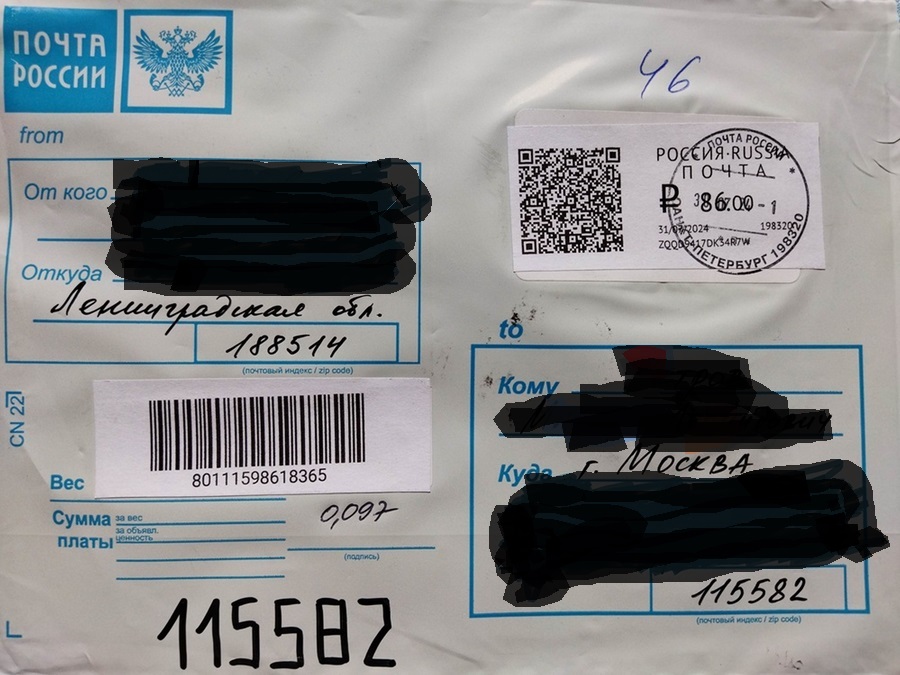 ПОЧТА
РОССИИ
46
from
От кого
Откуда
Ленинградская обл.
188514
(почтовый индекс / zip code)
РОССИЯ-RUSSIA
ПОЧТА
₽ 86.00
31/07/2024
ZQOD9417DK34R7W
ПОЧТА РОССИИ
САНКТ-ПЕТЕРБУРГ 198320
198320
to
Кому
Куда г. Москва
115582
(почтовый индекс / zip code)
CN 22
80111598618365
Вес
0,097
Сумма
платы
за вес
за объявл.
ценность
(подпись)
115582